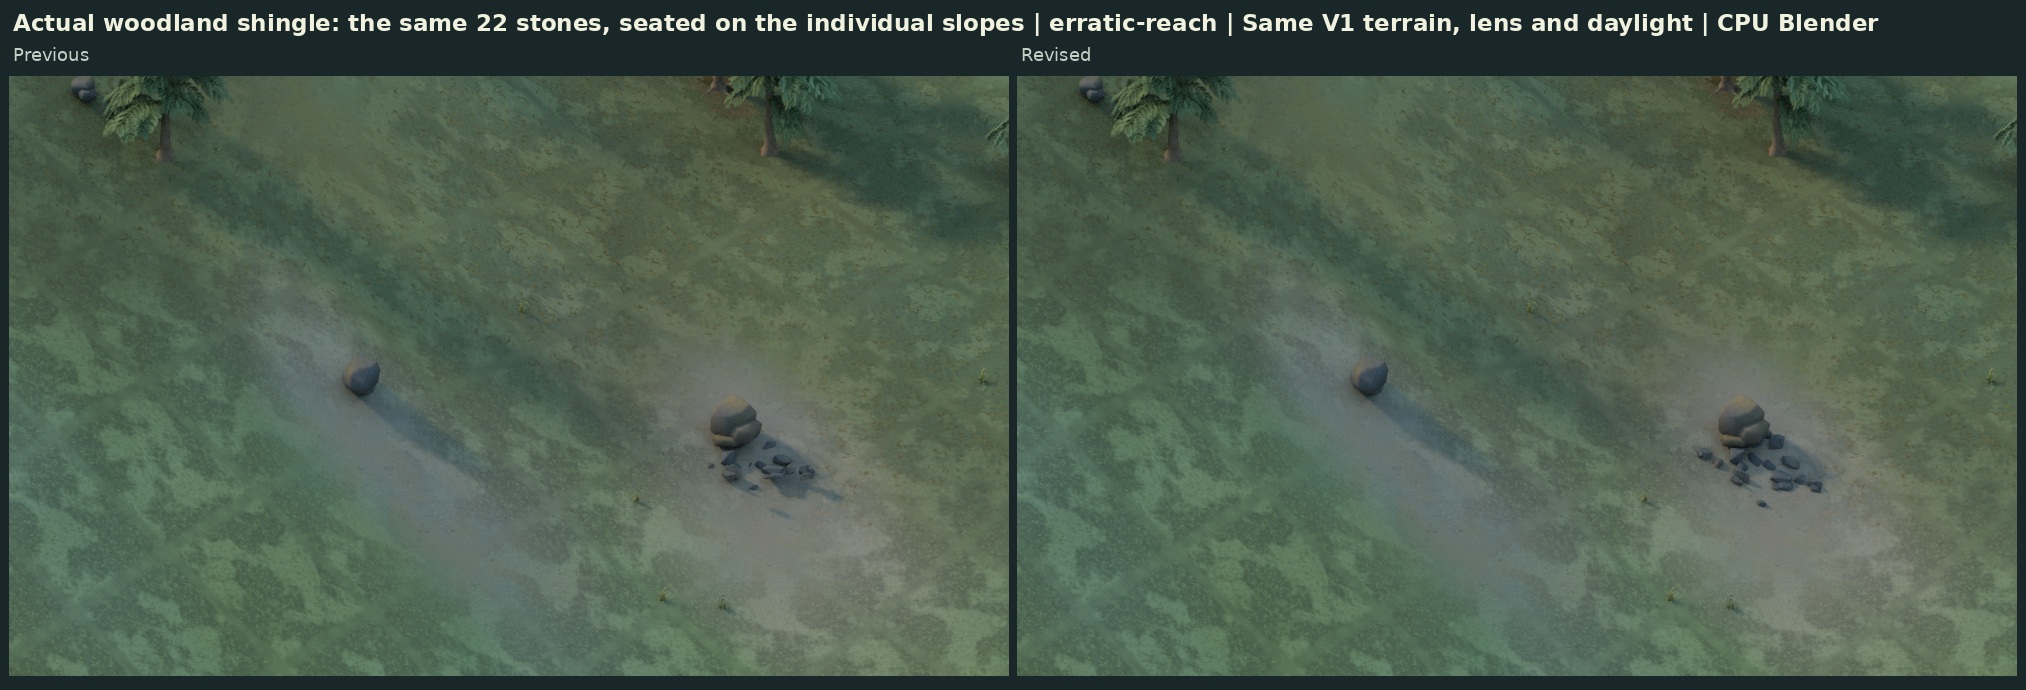 Actual woodland shingle: the same 22 stones, seated on the individual slopes | erratic-reach | Same V1 terrain, lens and daylight | CPU Blender
Previous
Revised